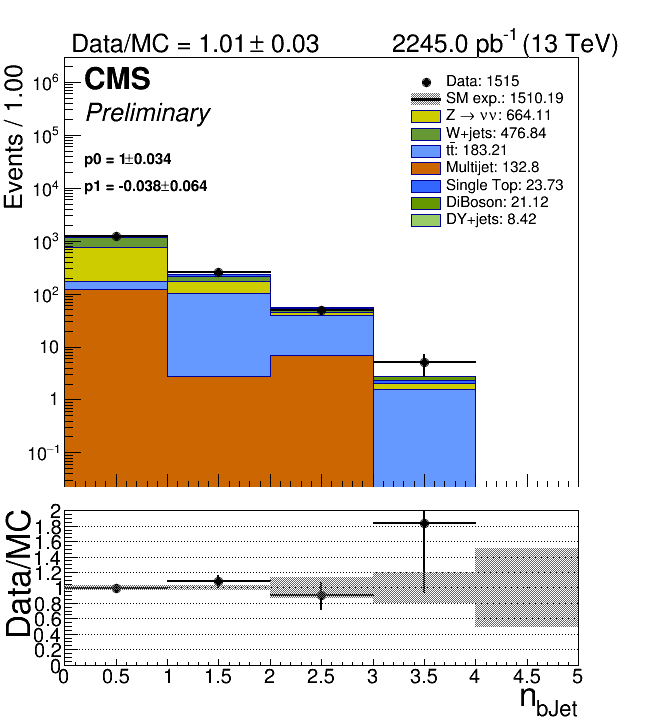 Data/MC = 1.01± 0.03 2245.0 pb⁻¹ (13 TeV)
CMS
Preliminary
p0 = 1±0.034
p1 = -0.038±0.064
Data: 1515
SM exp.: 1510.19
Z → νν: 664.11
W+jets: 476.84
tt̄: 183.21
Multijet: 132.8
Single Top: 23.73
DiBoson: 21.12
DY+jets: 8.42
Events / 1.00
10⁶
10⁵
10⁴
10³
10²
10
1
10⁻¹
Data/MC
2
1.8
1.6
1.4
1.2
1
0.8
0.6
0.4
0.2
0
0 0.5 1 1.5 2 2.5 3 3.5 4 4.5 5
n_bJet